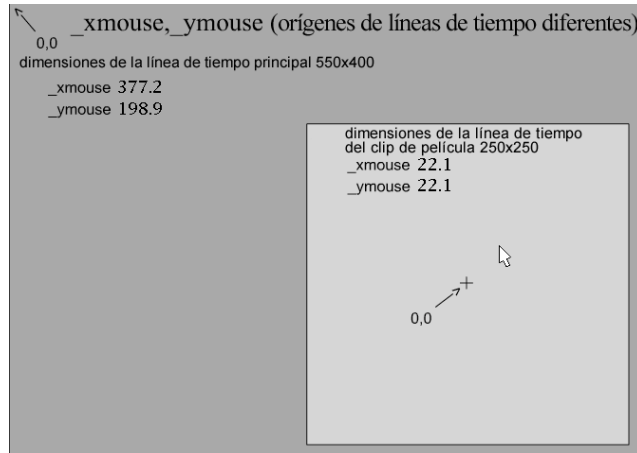 _xmouse,_ymouse (orígenes de líneas de tiempo diferentes)
0,0
dimensiones de la línea de tiempo principal 550x400
_xmouse 377.2
_ymouse 198.9
dimensiones de la línea de tiempo
del clip de película 250x250
_xmouse 22.1
_ymouse 22.1
0,0